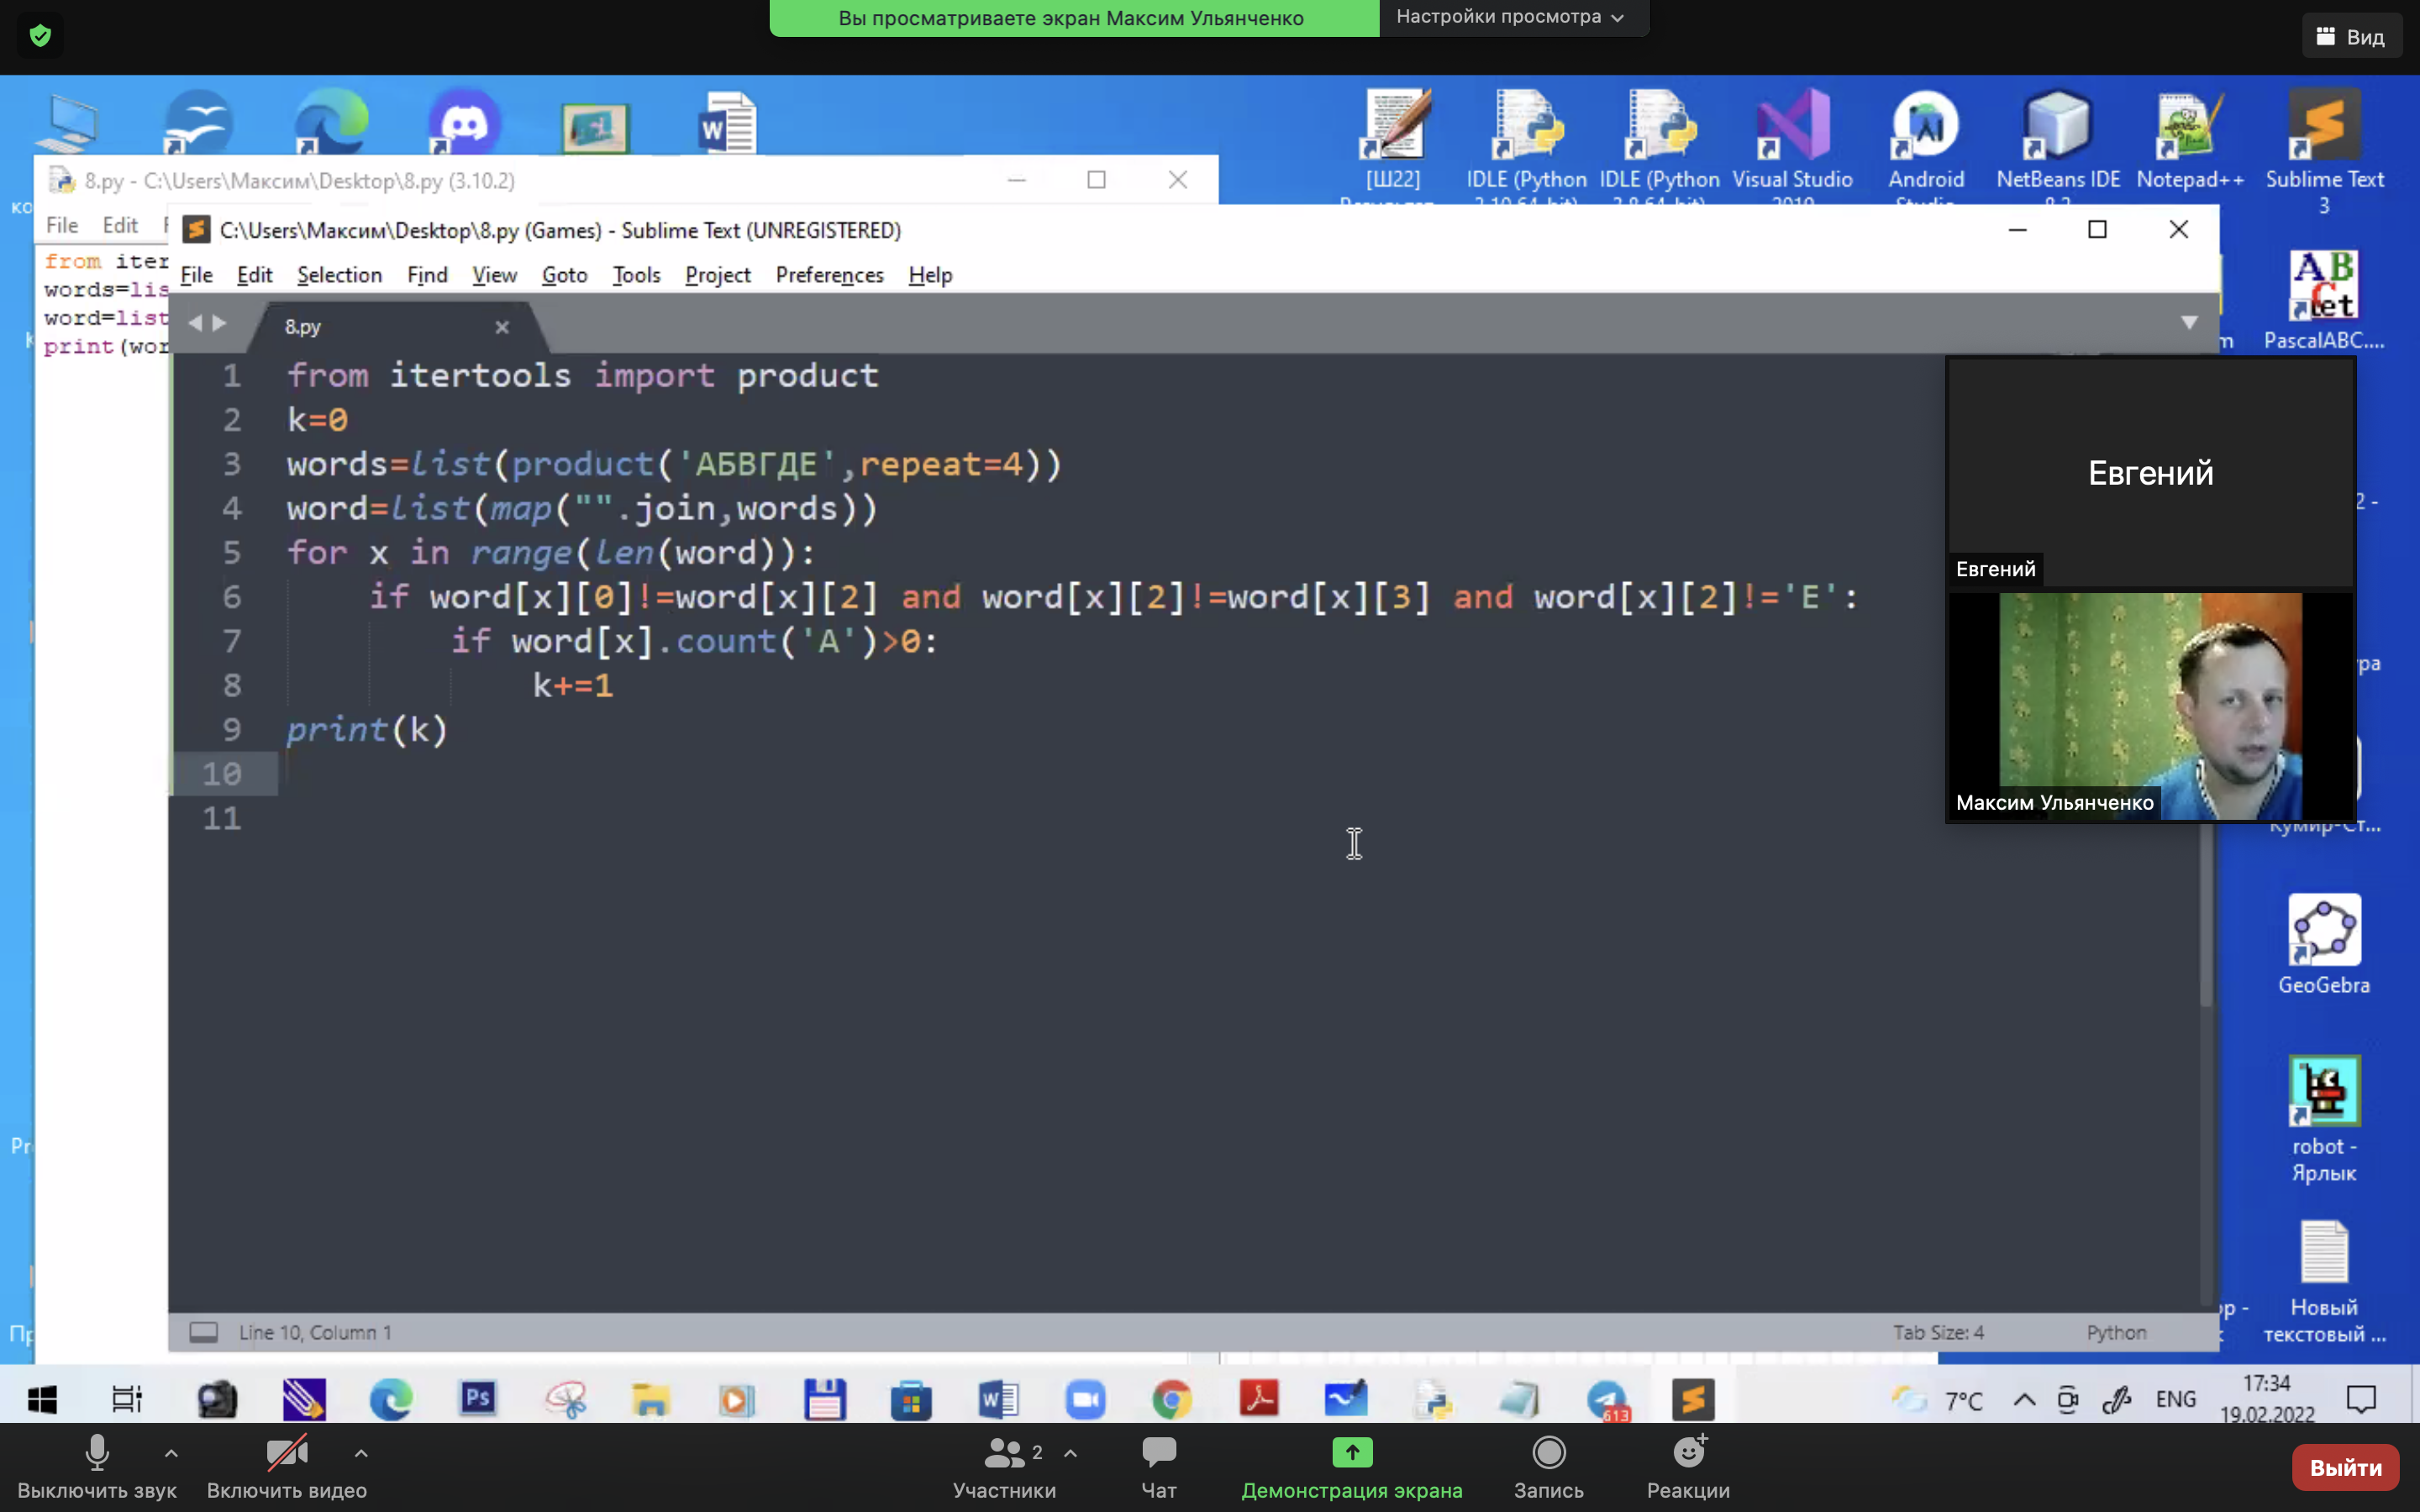 Вы просматриваете экран Максим Ульянченко
Настройки просмотра
Вид
[Ш22]
IDLE (Python
IDLE (Python
Visual Studio
Android
NetBeans IDE
Notepad++
Sublime Text
3
8.py - C:\Users\Максим\Desktop\8.py (3.10.2)
File Edit
from iter
words=lis
word=list
print(wor
C:\Users\Максим\Desktop\8.py (Games) - Sublime Text (UNREGISTERED)
File Edit Selection Find View Goto Tools Project Preferences Help
8.py
1 from itertools import product
2 k=0
3 words=list(product('АБВГДЕ',repeat=4))
4 word=list(map("".join,words))
5 for x in range(len(word)):
6 if word[x][0]!=word[x][2] and word[x][2]!=word[x][3] and word[x][2]!='Е':
7 if word[x].count('А')>0:
8 k+=1
9 print(k)
10
11
Line 10, Column 1
Tab Size: 4
Python
PascalABC....
Евгений
Евгений
Максим Ульянченко
Кумир-Ст...
GeoGebra
robot -
Ярлык
Новый
текстовый ...
613
7°C
ENG
17:34
19.02.2022
Выключить звук
Включить видео
2
Участники
Чат
Демонстрация экрана
Запись
Реакции
Выйти